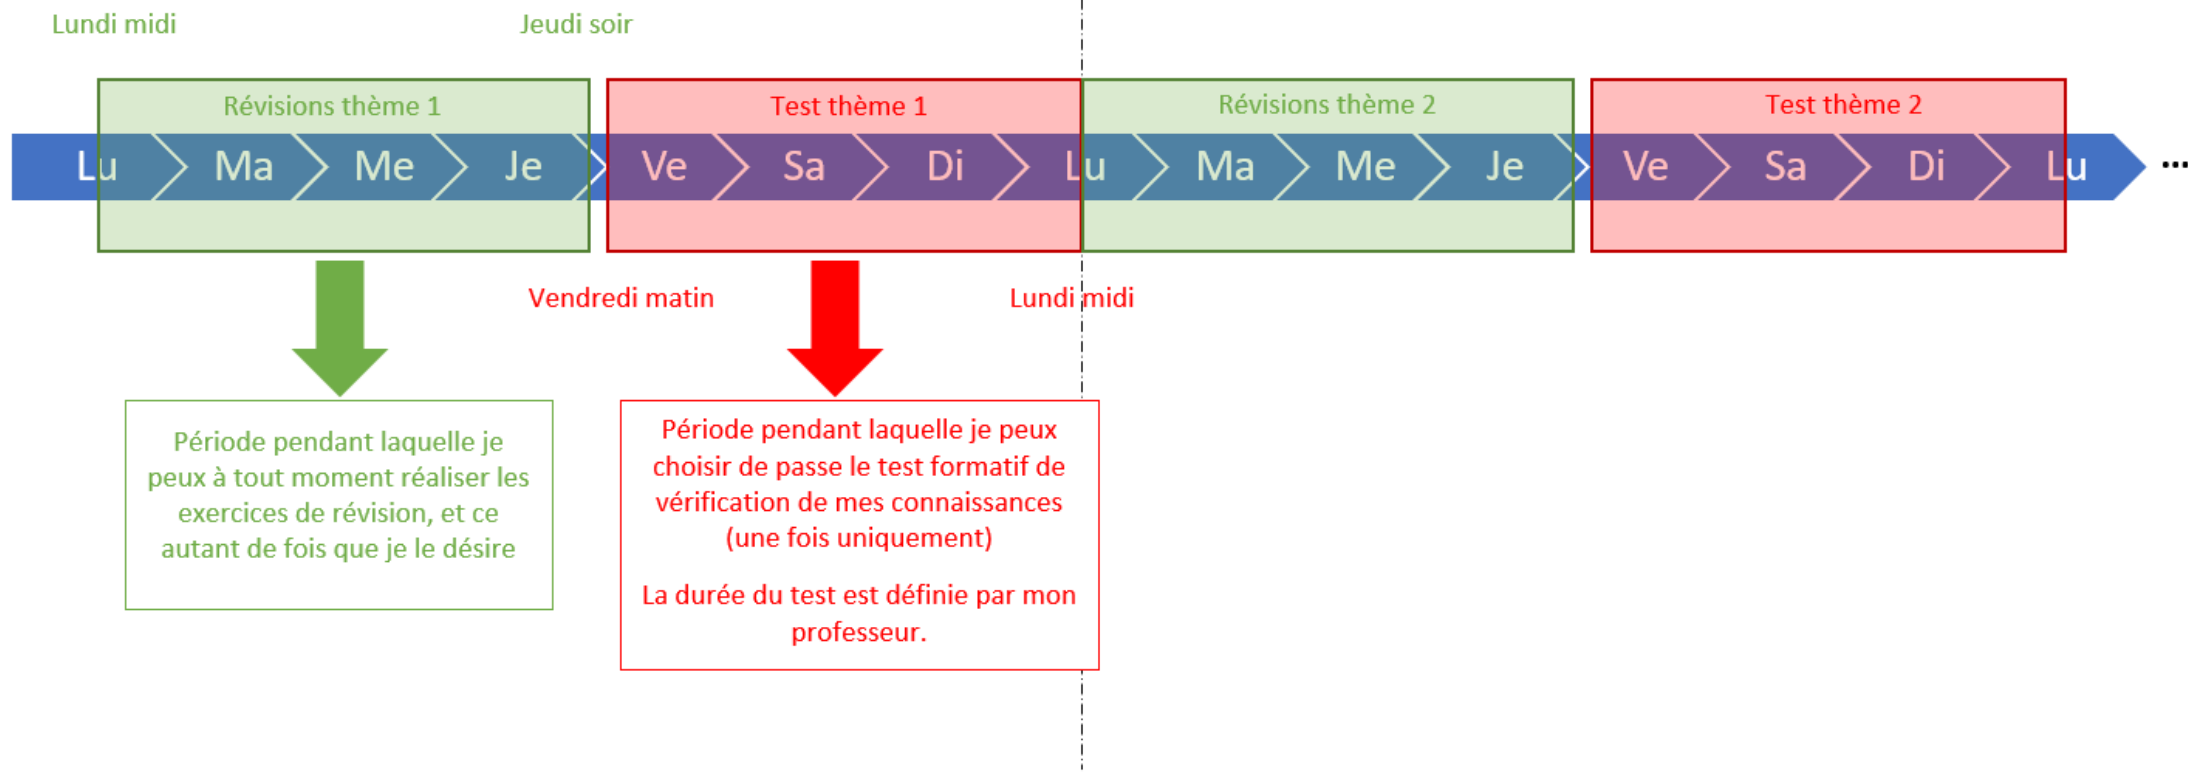 Lundi midi
Jeudi soir
Révisions thème 1
Test thème 1
Révisions thème 2
Test thème 2
Lu Ma Me Je Ve Sa Di Lu Ma Me Je Ve Sa Di Lu ...
Vendredi matin
Lundi midi
Période pendant laquelle je
peux à tout moment réaliser les
exercices de révision, et ce
autant de fois que je le désire
Période pendant laquelle je peux
choisir de passe le test formatif de
vérification de mes connaissances
(une fois uniquement)
La durée du test est définie par mon
professeur.